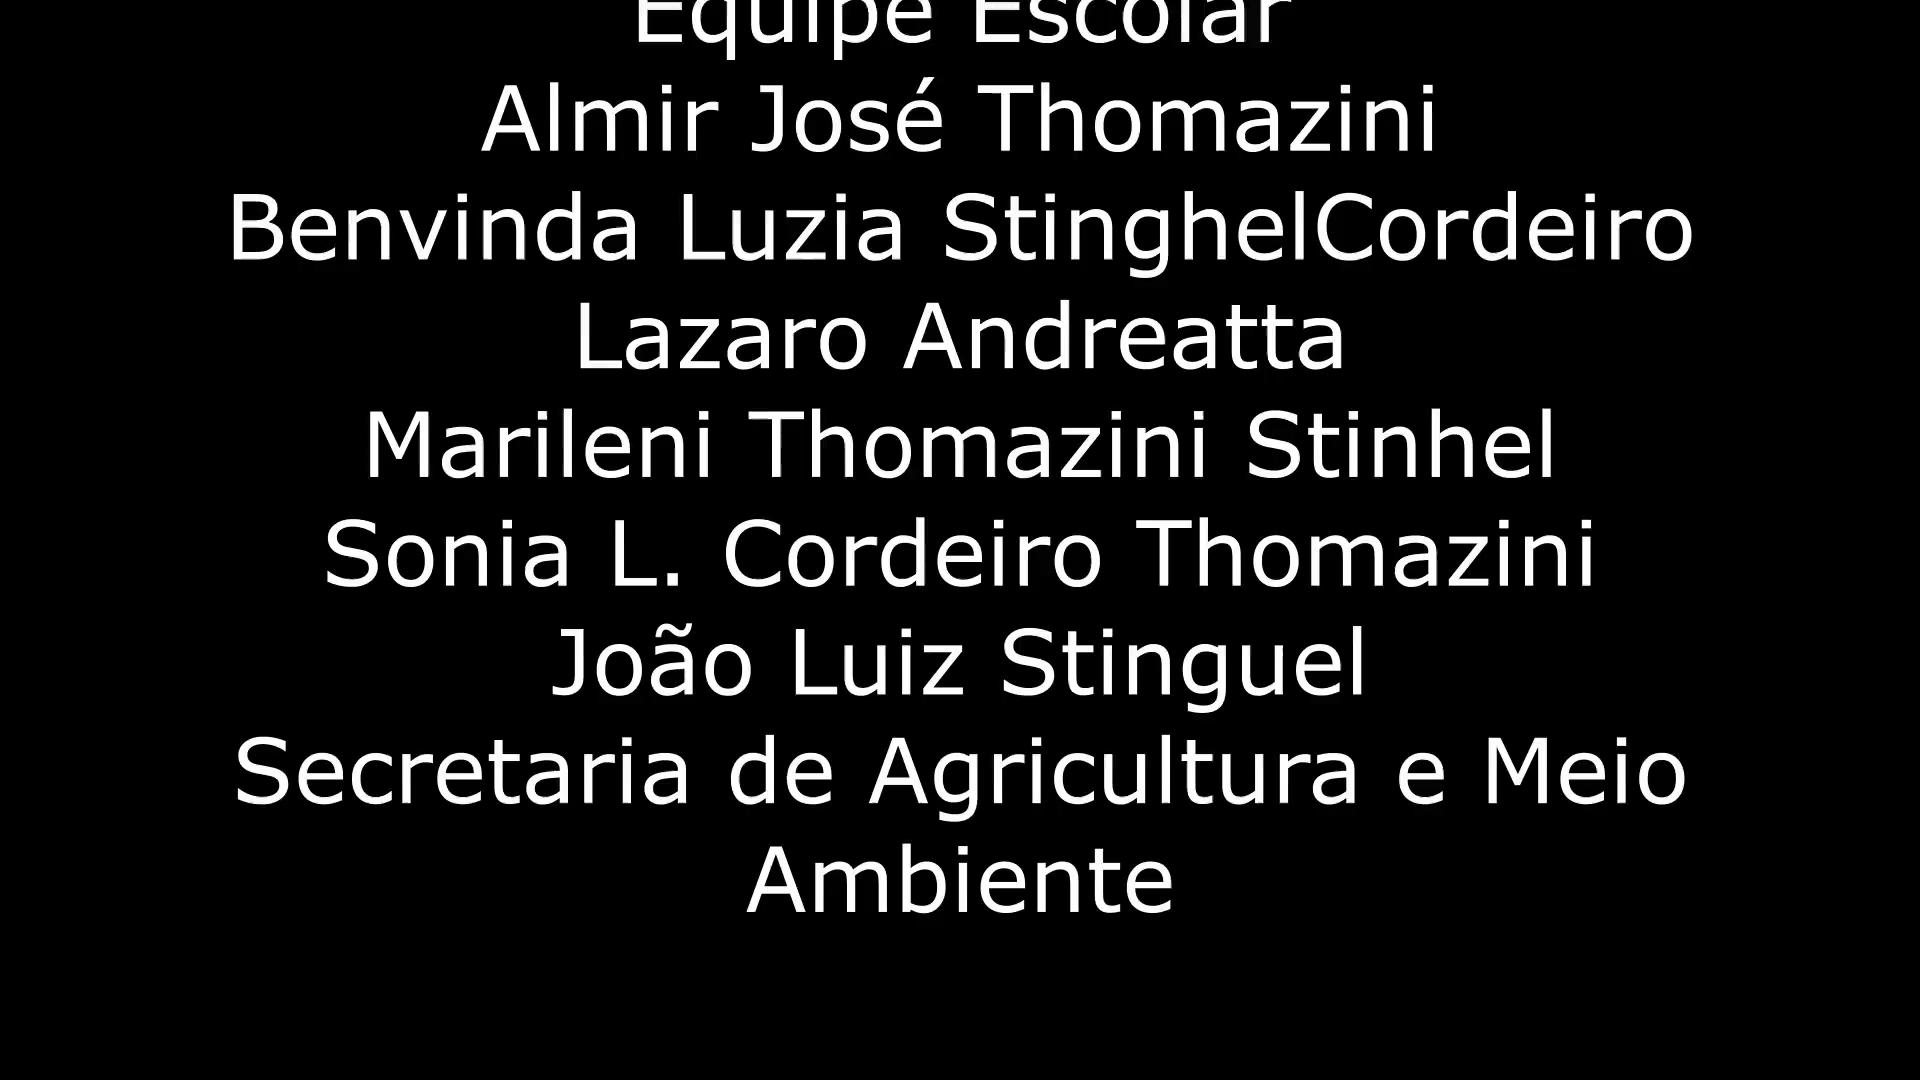 Equipe Escolar
Almir José Thomazini
Benvinda Luzia StinghelCordeiro
Lazaro Andreatta
Marileni Thomazini Stinhel
Sonia L. Cordeiro Thomazini
João Luiz Stinguel
Secretaria de Agricultura e Meio
Ambiente